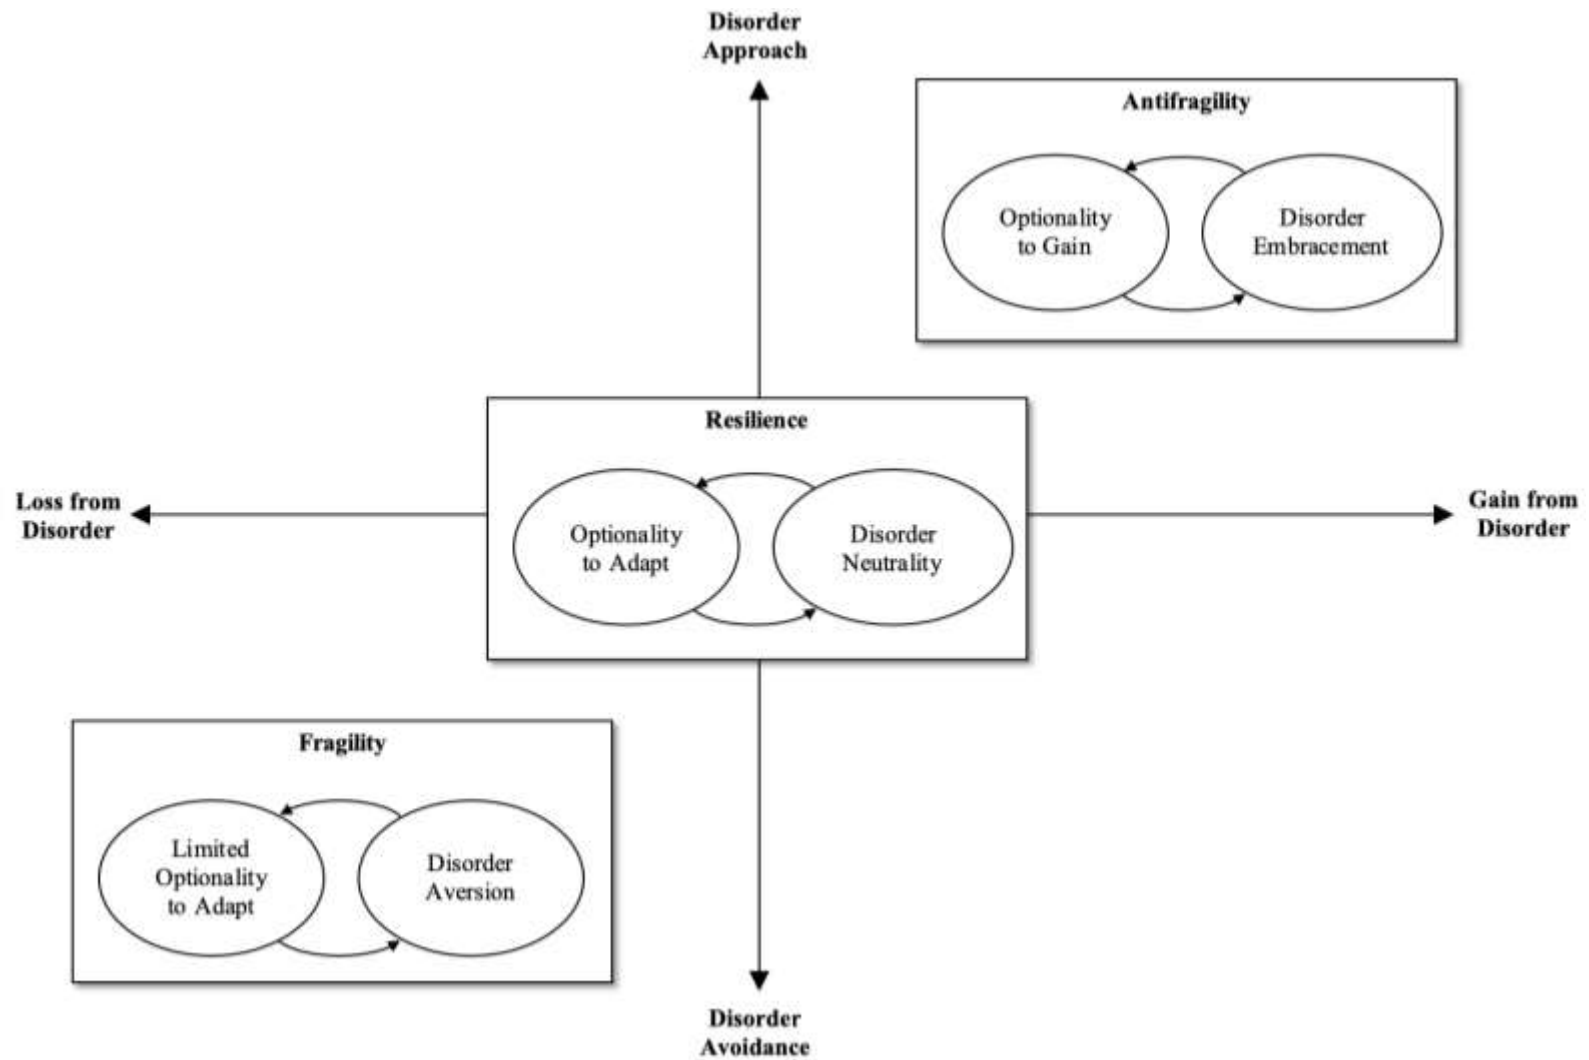 Disorder
Approach
Antifragility
Optionality
to Gain
Disorder
Embracement
Resilience
Optionality
to Adapt
Disorder
Neutrality
Loss from
Disorder
Gain from
Disorder
Fragility
Limited
Optionality
to Adapt
Disorder
Aversion
Disorder
Avoidance